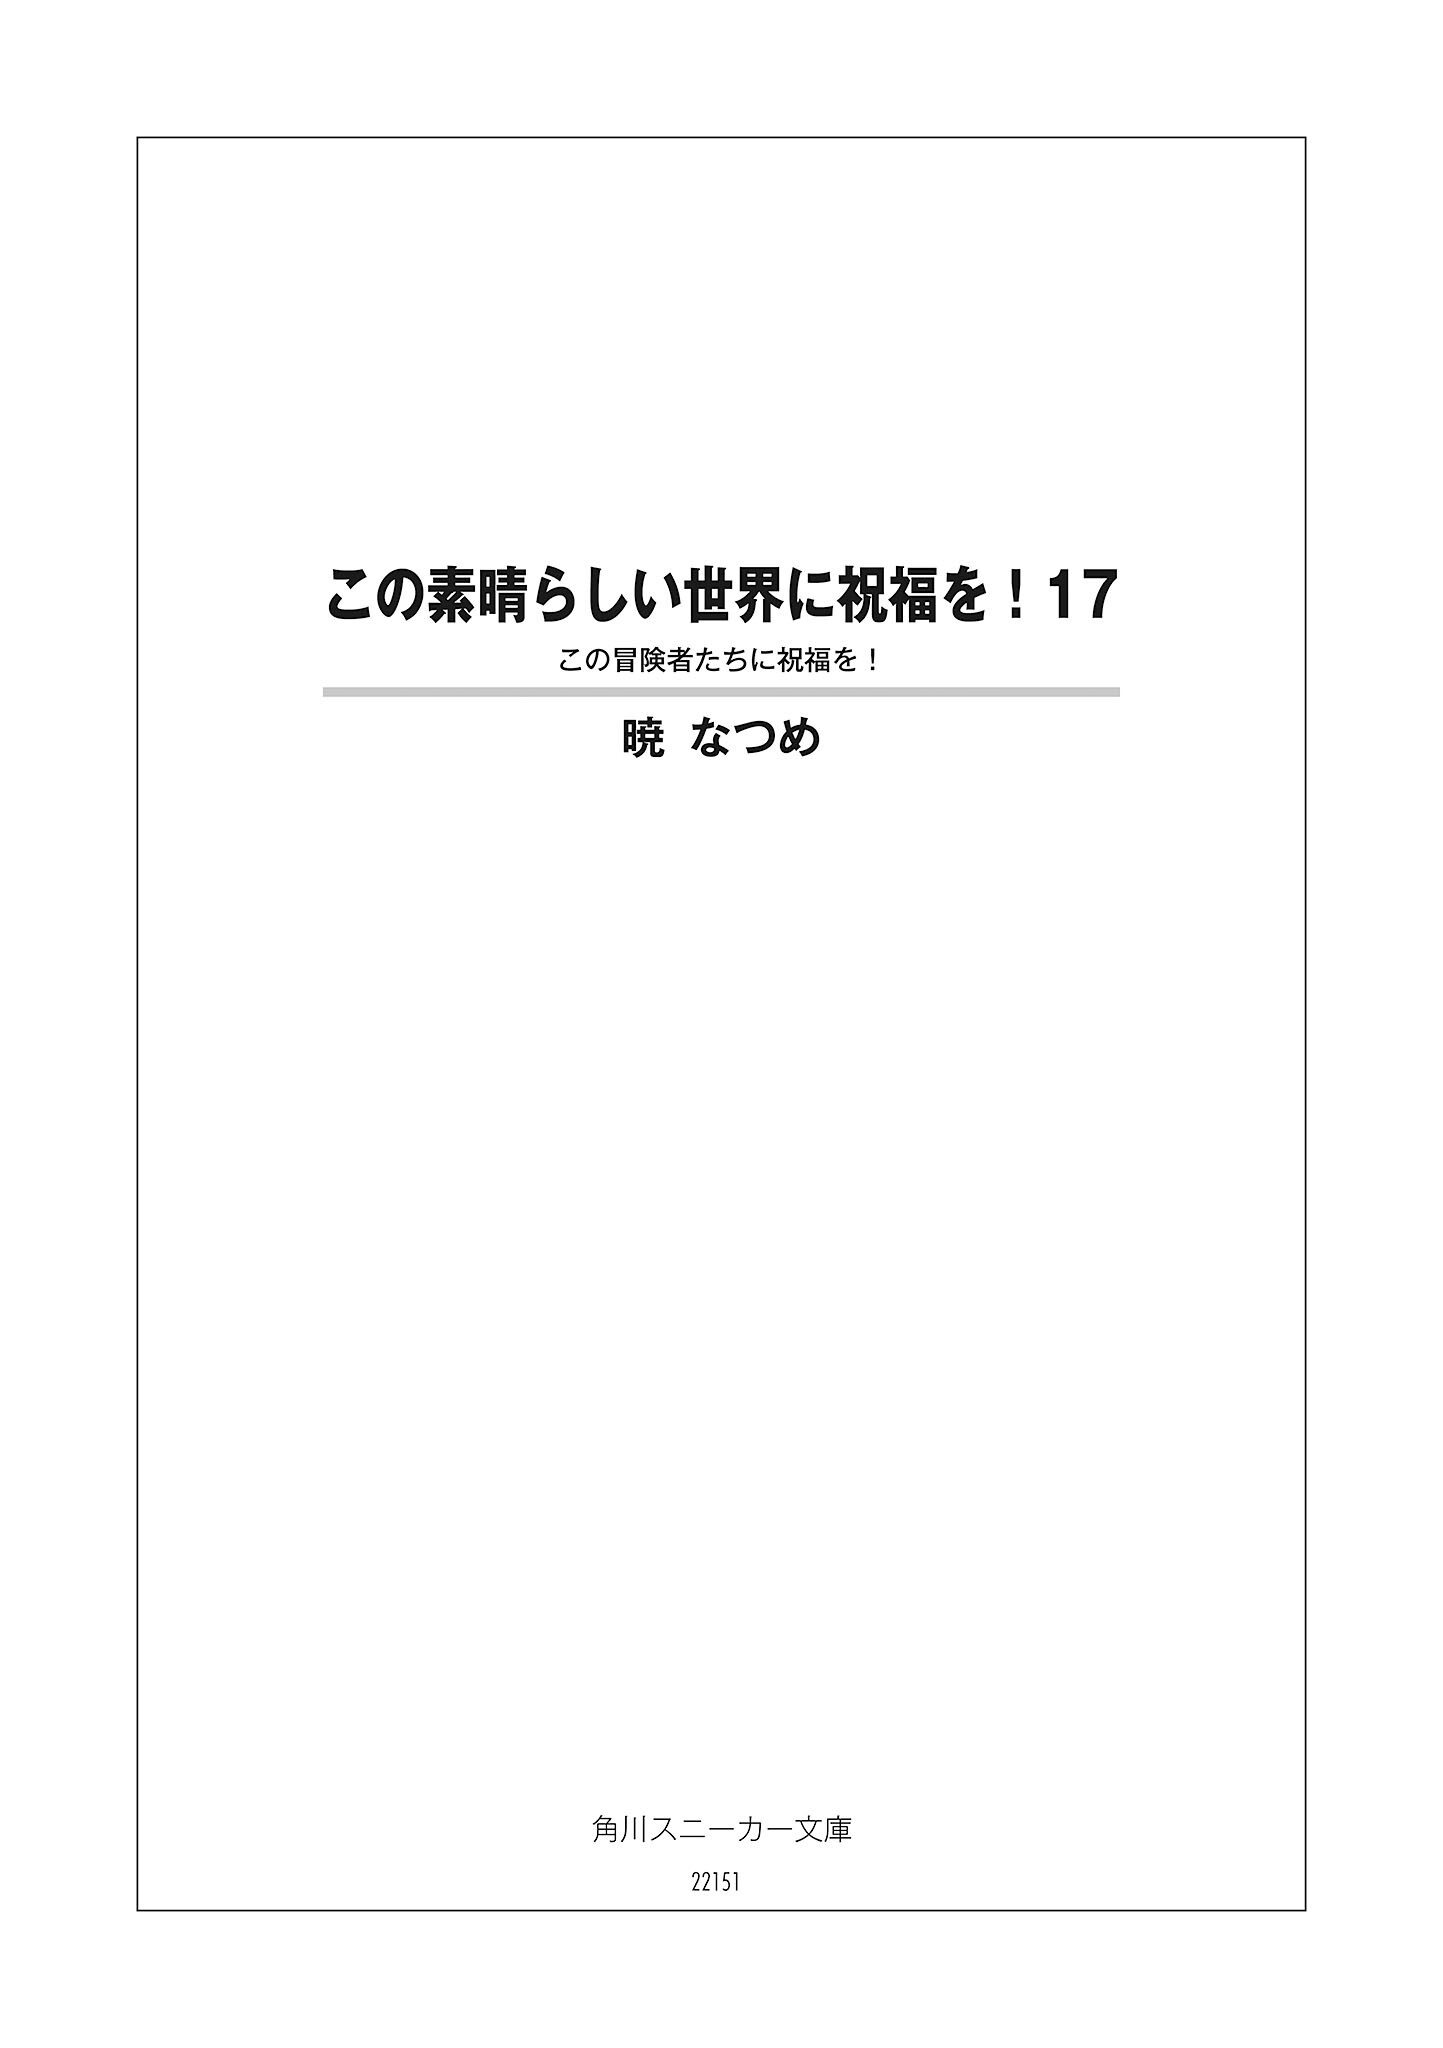 この素晴らしい世界に祝福を！17
この冒険者たちに祝福を！
暁 なつめ
角川スニーカー文庫
22151